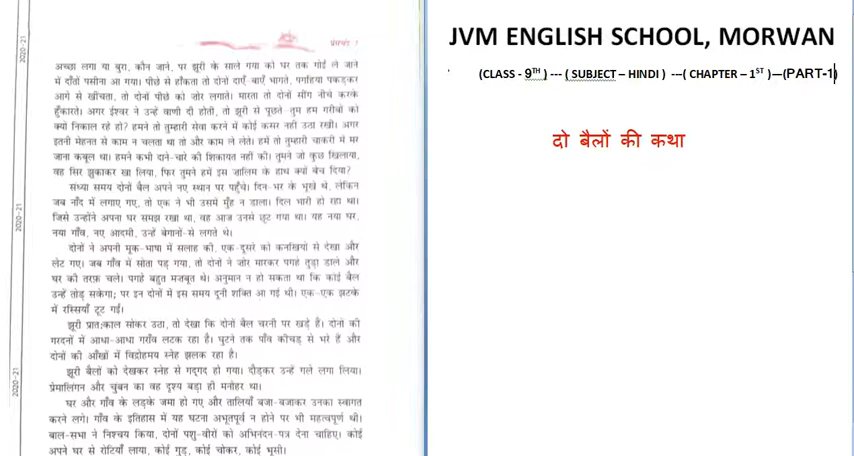 प्रेमचंद
2020-21
अच्छा लगा या बुरा, कौन जाने, पर झूरी के साले गया को घर तक गोईं ले जाने
में दाँतों पसीना आ गया। पीछे से हाँकता तो दोनों दाएँ-बाएँ भागते, पगहिया पकड़कर
आगे से खींचता, तो दोनों पीछे को ज़ोर लगाते। मारता तो दोनों सींग नीचे करके
हुँकारते। अगर ईश्वर ने उन्हें वाणी दी होती, तो झूरी से पूछते-तुम हम गरीबों को
क्यों निकाल रहे हो? हमने तो तुम्हारी सेवा करने में कोई कसर नहीं उठा रखी। अगर
इतनी मेहनत से काम न चलता था तो और काम ले लेते। हमें तो तुम्हारी चाकरी में मर
जाना कबूल था। हमने कभी दाने-चारे की शिकायत नहीं की। तुमने जो कुछ खिलाया,
वह सिर झुकाकर खा लिया, फिर तुमने हमें इस ज़ालिम के हाथ क्यों बेच दिया?
संध्या समय दोनों बैल अपने नए स्थान पर पहुँचे। दिन-भर के भूखे थे, लेकिन
जब नाँद में लगाए गए, तो एक ने भी उसमें मुँह न डाला। दिल भारी हो रहा था।
जिसे उन्होंने अपना घर समझ रखा था, वह आज उनसे छूट गया था। यह नया घर,
नया गाँव, नए आदमी, उन्हें बेगानों-से लगते थे।
2020-21
दोनों ने अपनी मूक-भाषा में सलाह की, एक-दूसरे को कनखियों से देखा और
लेट गए। जब गाँव में सोता पड़ गया, तो दोनों ने ज़ोर मारकर पगहे तुड़ा डाले और
घर की तरफ़ चले। पगहे बहुत मज़बूत थे। अनुमान न हो सकता था कि कोई बैल
उन्हें तोड़ सकेगा; पर इन दोनों में इस समय दूनी शक्ति आ गई थी। एक-एक झटके
में रस्सियाँ टूट गईं।
झूरी प्रातःकाल सोकर उठा, तो देखा कि दोनों बैल चरनी पर खड़े हैं। दोनों की
गरदनों में आधा-आधा गराँव लटक रहा है। घुटने तक पाँव कीचड़ से भरे हैं और
दोनों की आँखों में विद्रोहमय स्नेह झलक रहा है।
झूरी बैलों को देखकर स्नेह से गद्गद हो गया। दौड़कर उन्हें गले लगा लिया।
प्रेमालिंगन और चुंबन का वह दृश्य बड़ा ही मनोहर था।
2020-21
घर और गाँव के लड़के जमा हो गए और तालियाँ बजा-बजाकर उनका स्वागत
करने लगे। गाँव के इतिहास में यह घटना अभूतपूर्व न होने पर भी महत्वपूर्ण थी।
बाल-सभा ने निश्चय किया, दोनों पशु-वीरों को अभिनंदन-पत्र देना चाहिए। कोई
अपने घर से रोटियाँ लाया, कोई गुड़, कोई चोकर, कोई भूसी।
JVM ENGLISH SCHOOL, MORWAN
(CLASS - 9TH ) --- ( SUBJECT – HINDI ) ---( CHAPTER – 1ST )—(PART-1)
दो बैलों की कथा